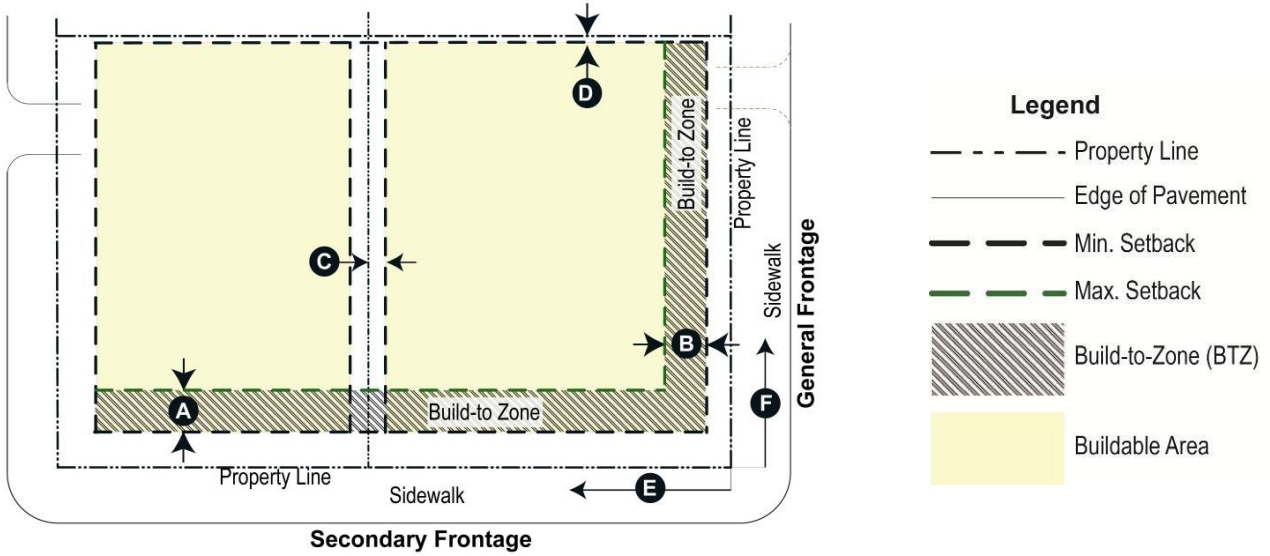 D
Build-to Zone
Property Line
C
Sidewalk
General Frontage
B
A
Build-to Zone
F
Property Line
Sidewalk
E
Secondary Frontage
Legend
Property Line
Edge of Pavement
Min. Setback
Max. Setback
Build-to-Zone (BTZ)
Buildable Area